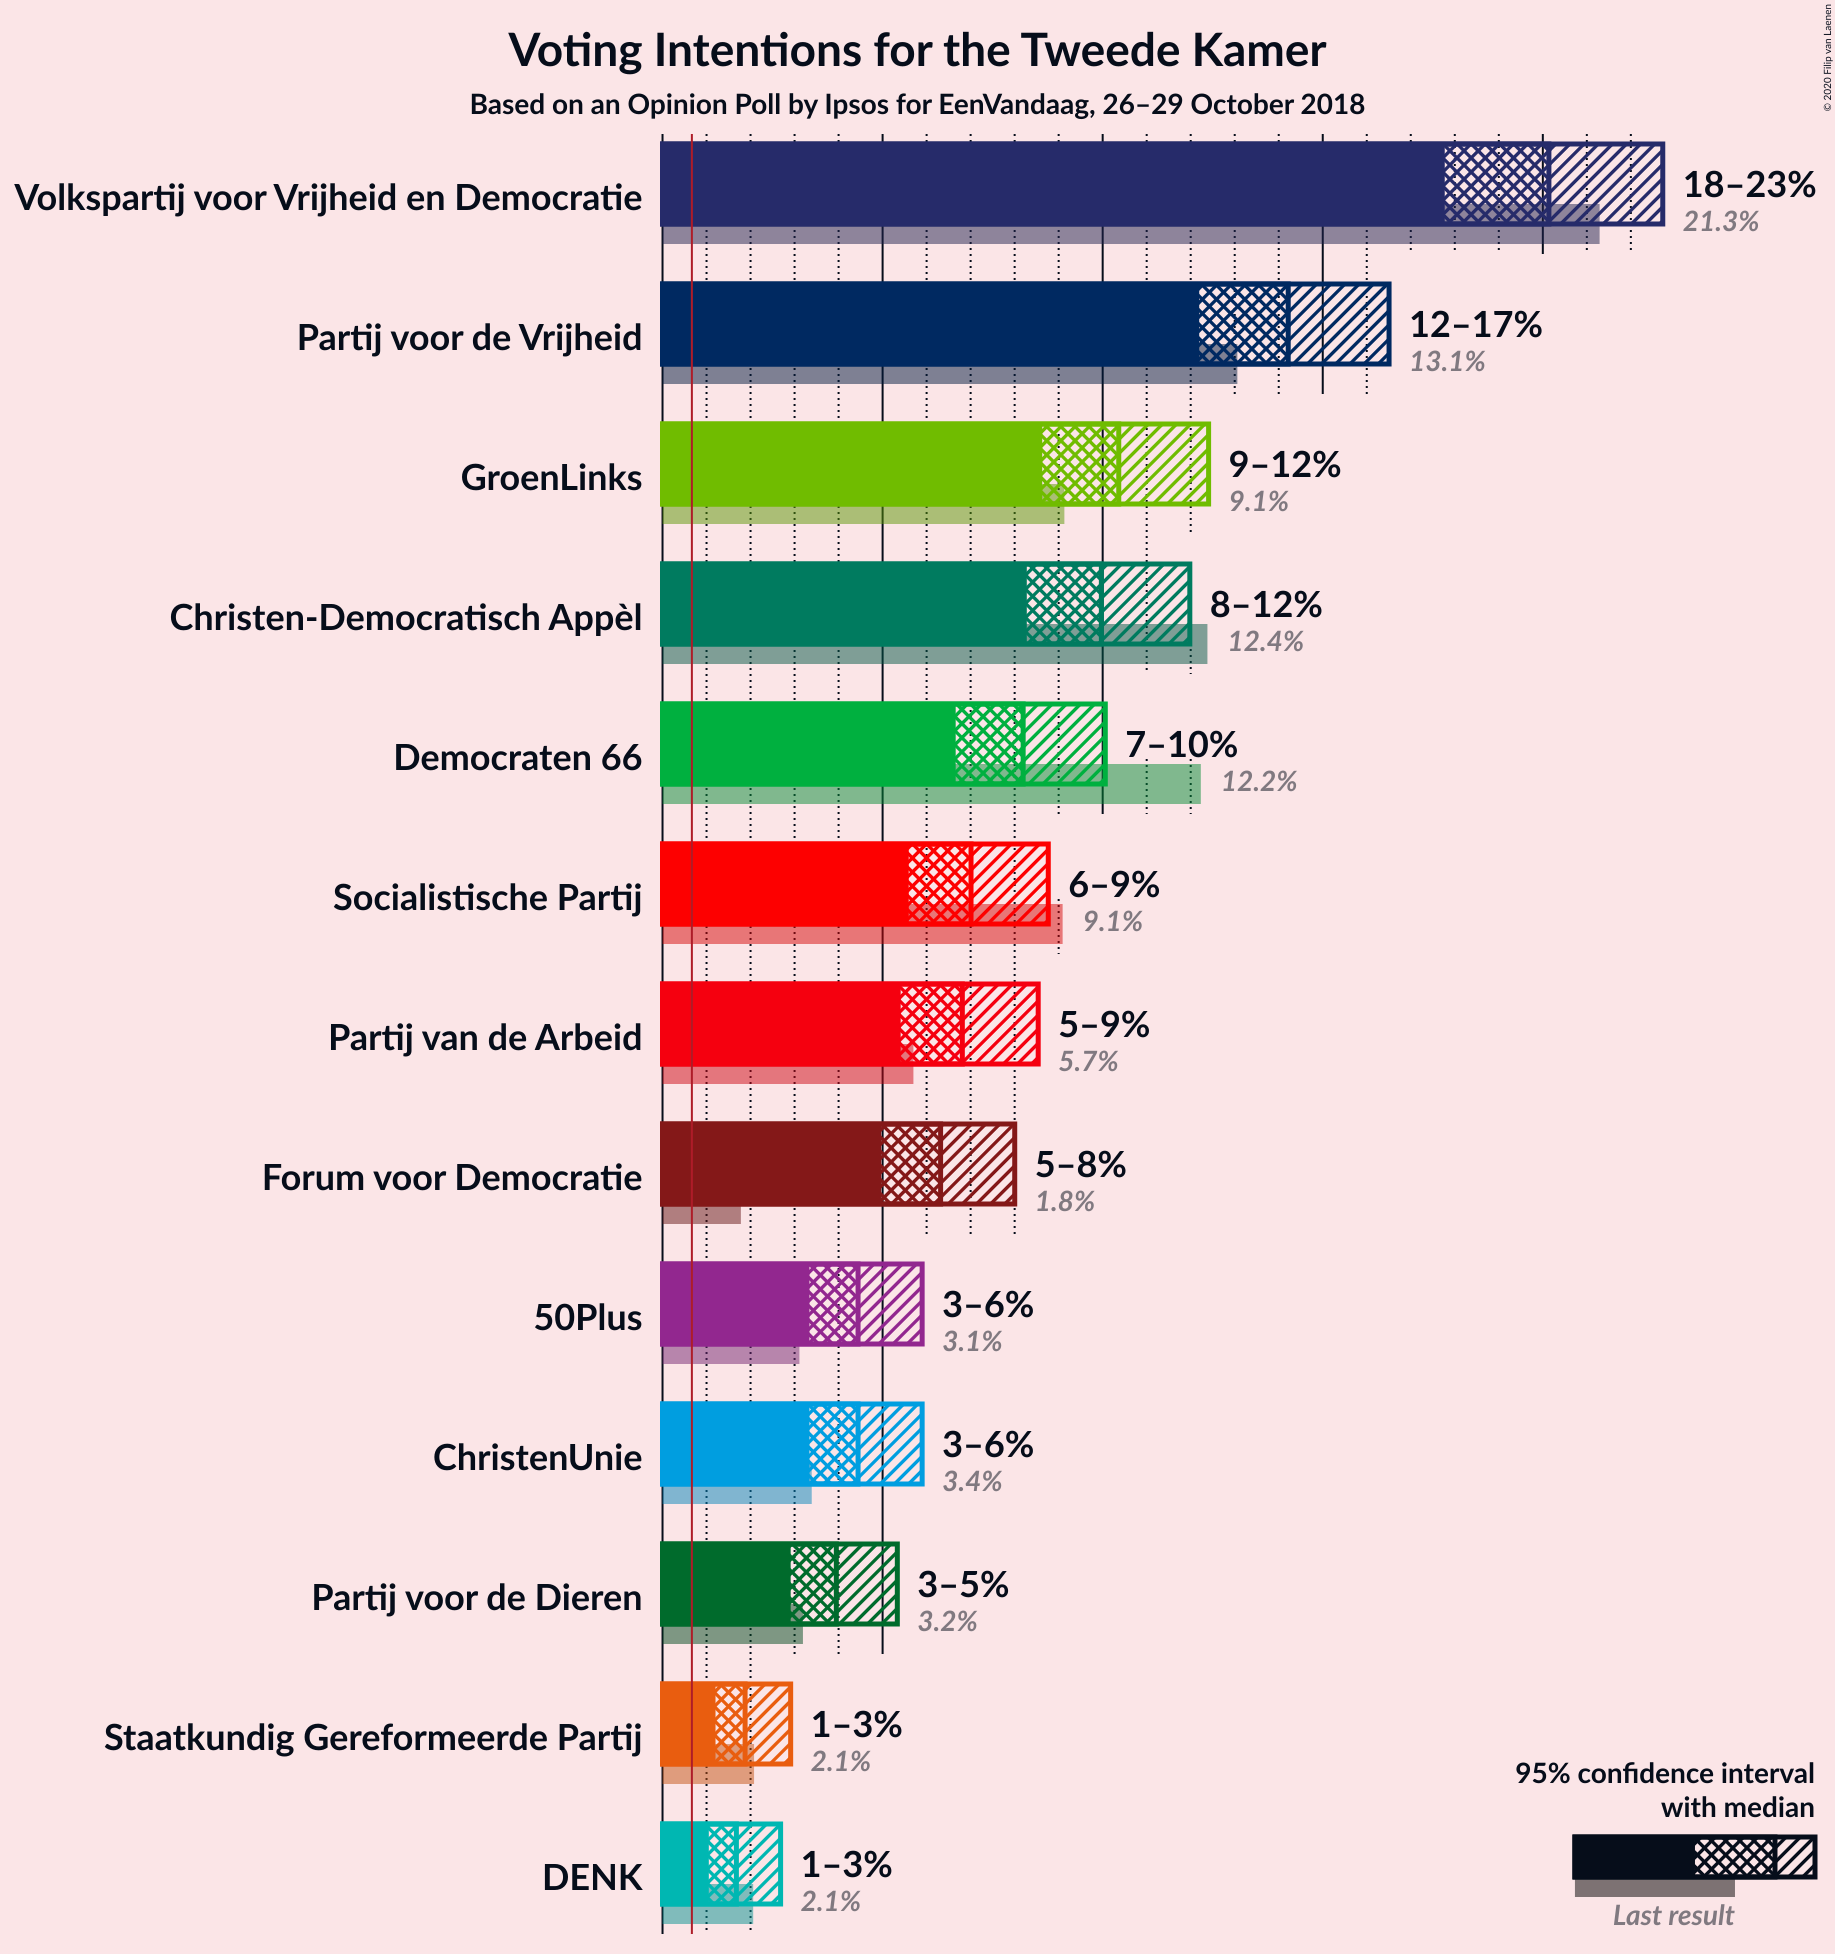 Voting Intentions for the Tweede Kamer
Based on an Opinion Poll by Ipsos for EenVandaag, 26–29 October 2018
© 2020 Filip van Laenen
Volkspartij voor Vrijheid en Democratie
18–23%
21.3%
Partij voor de Vrijheid
12–17%
13.1%
GroenLinks
9–12%
9.1%
Christen-Democratisch Appèl
8–12%
12.4%
Democraten 66
7–10%
12.2%
Socialistische Partij
6–9%
9.1%
Partij van de Arbeid
5–9%
5.7%
Forum voor Democratie
5–8%
1.8%
50Plus
3–6%
3.1%
ChristenUnie
3–6%
3.4%
Partij voor de Dieren
3–5%
3.2%
Staatkundig Gereformeerde Partij
1–3%
2.1%
DENK
1–3%
2.1%
95% confidence interval
with median
Last result